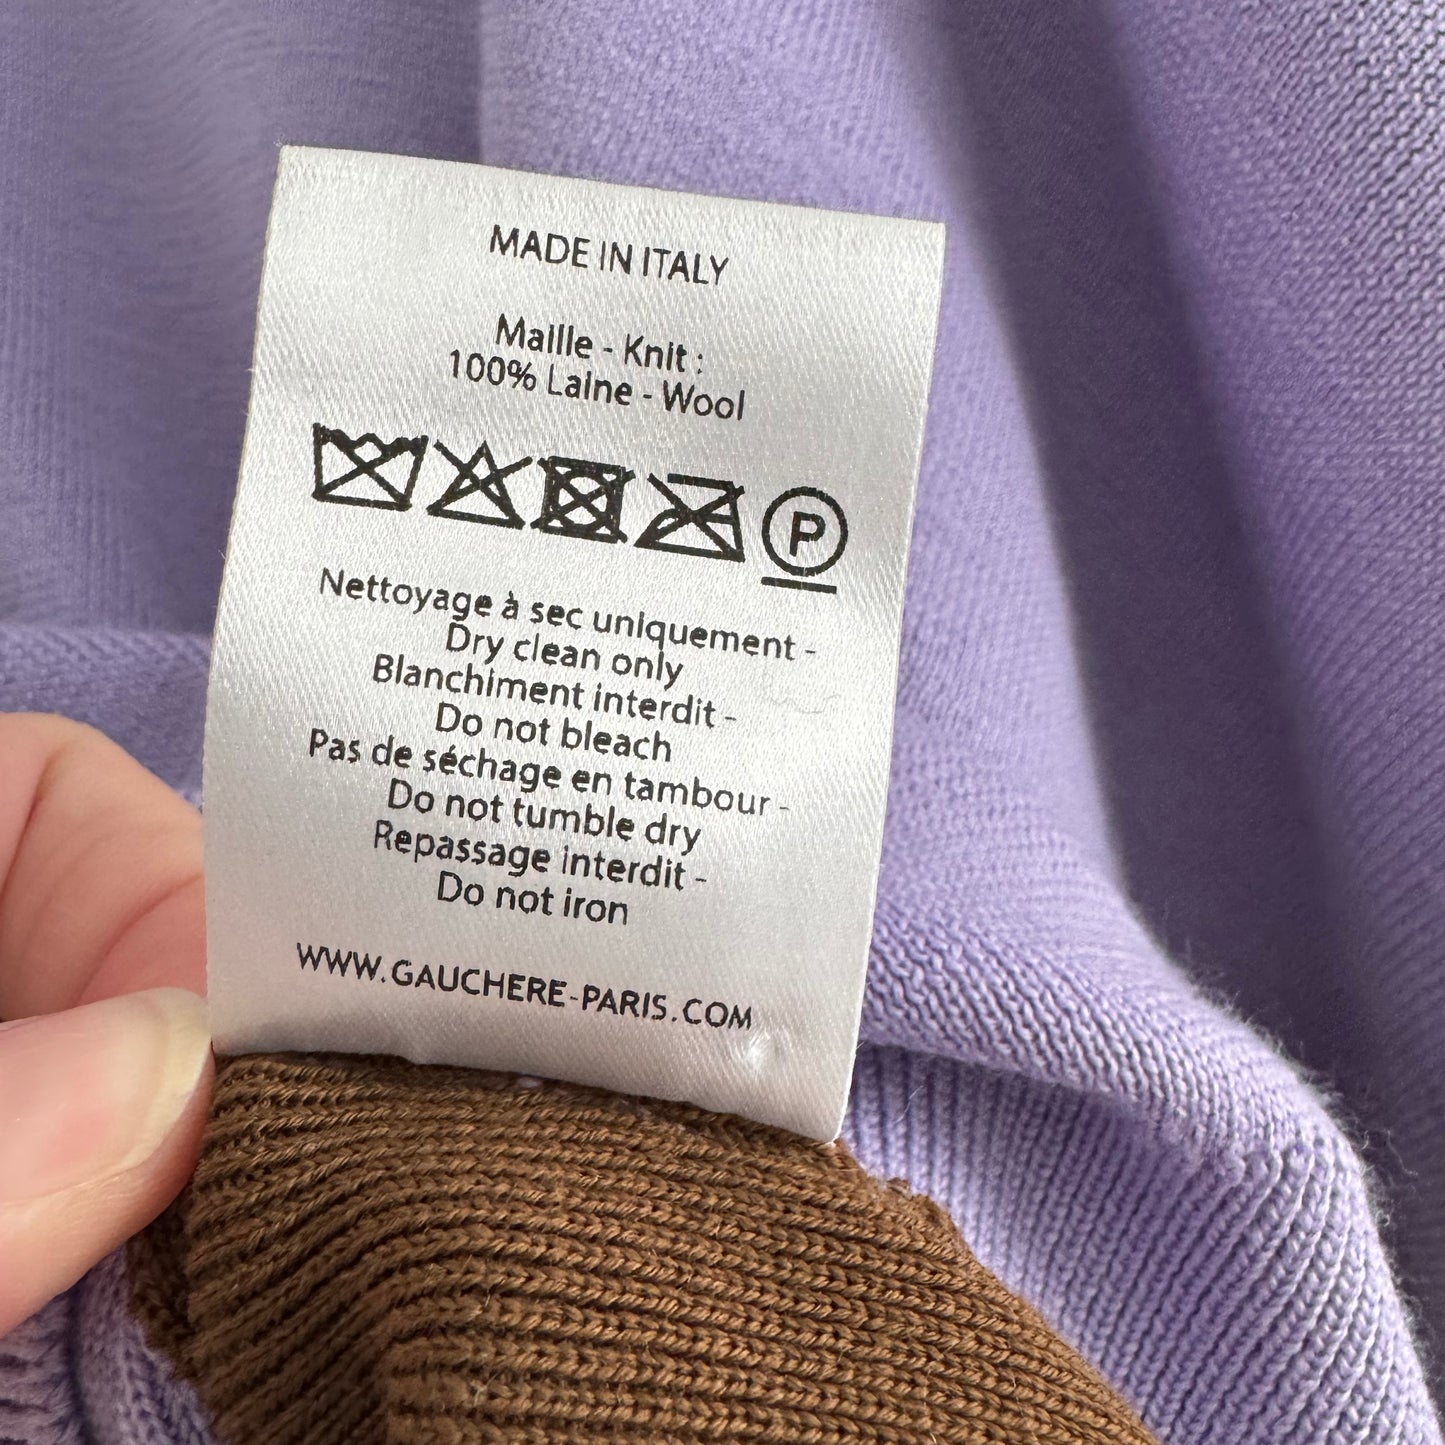 MADE IN ITALY
Maille - Knit :
100% Laine - Wool
P
Nettoyage à sec uniquement -
Dry clean only
Blanchiment interdit -
Do not bleach
Pas de séchage en tambour -
Do not tumble dry
Repassage interdit -
Do not iron
WWW.GAUCHERE-PARIS.COM